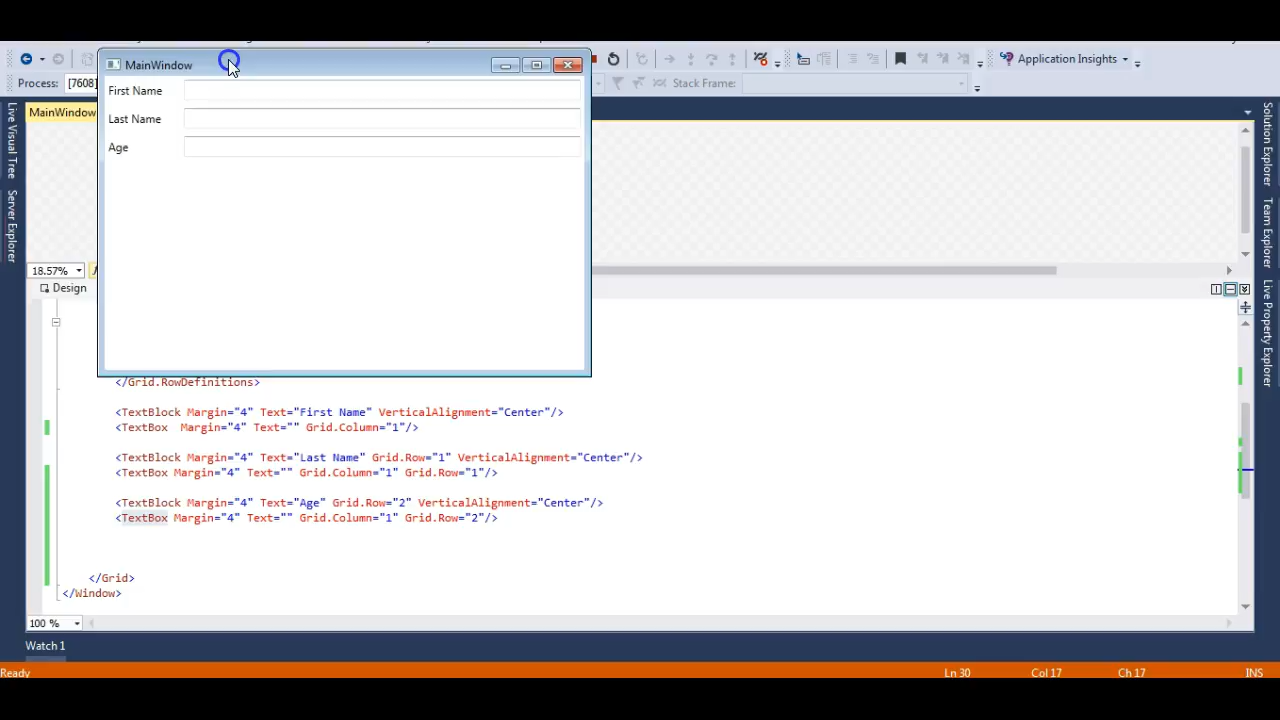 MainWindow
Application Insights
Process:
[7608]
Stack Frame:
First Name
Last Name
Age
MainWindow
Live Visual Tree
Server Explorer
Solution Explorer
Team Explorer
Live Property Explorer
18.57%
Design
</Grid.RowDefinitions>
<TextBlock Margin="4" Text="First Name" VerticalAlignment="Center"/>
<TextBox  Margin="4" Text="" Grid.Column="1"/>
<TextBlock Margin="4" Text="Last Name" Grid.Row="1" VerticalAlignment="Center"/>
<TextBox Margin="4" Text="" Grid.Column="1" Grid.Row="1"/>
<TextBlock Margin="4" Text="Age" Grid.Row="2" VerticalAlignment="Center"/>
<TextBox Margin="4" Text="" Grid.Column="1" Grid.Row="2"/>
</Grid>
</Window>
100 %
Watch 1
Ready
Ln 30
Col 17
Ch 17
INS